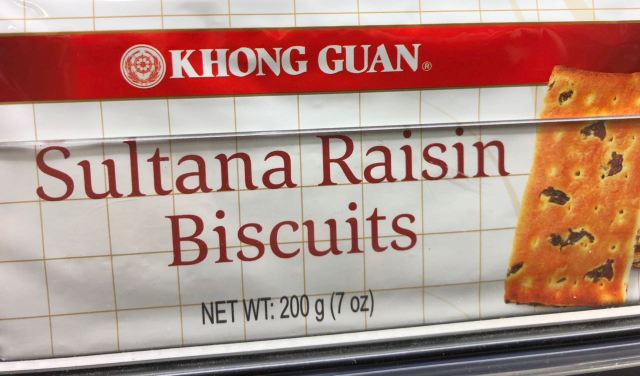 KHONG GUAN®
Sultana Raisin
Biscuits
NET WT: 200 g (7 oz)